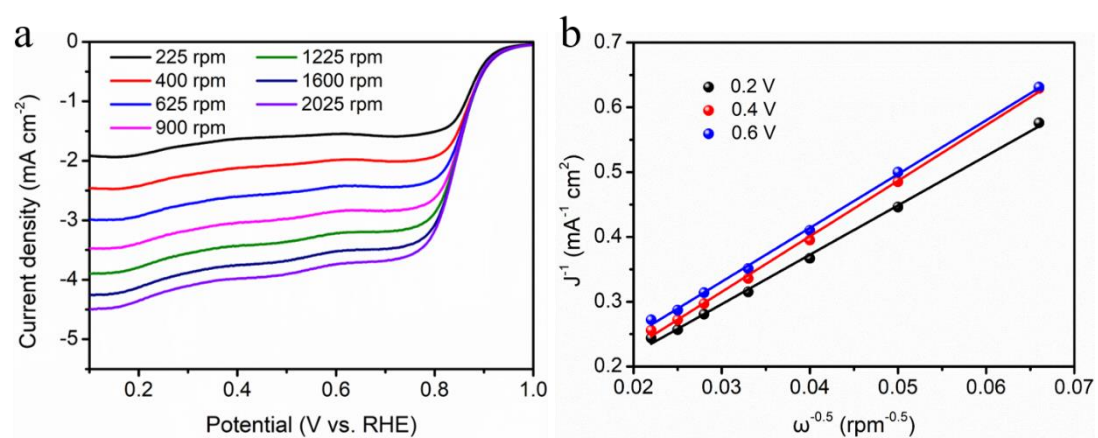 a
0
-1
-2
-3
-4
-5
0.2
0.4
0.6
0.8
1.0
Current density (mA cm⁻²)
Potential (V vs. RHE)
225 rpm
400 rpm
625 rpm
900 rpm
1225 rpm
1600 rpm
2025 rpm
b
0.7
0.6
0.5
0.4
0.3
0.2
0.02
0.03
0.04
0.05
0.06
0.07
J⁻¹ (mA⁻¹ cm²)
ω⁻⁰·⁵ (rpm⁻⁰·⁵)
0.2 V
0.4 V
0.6 V